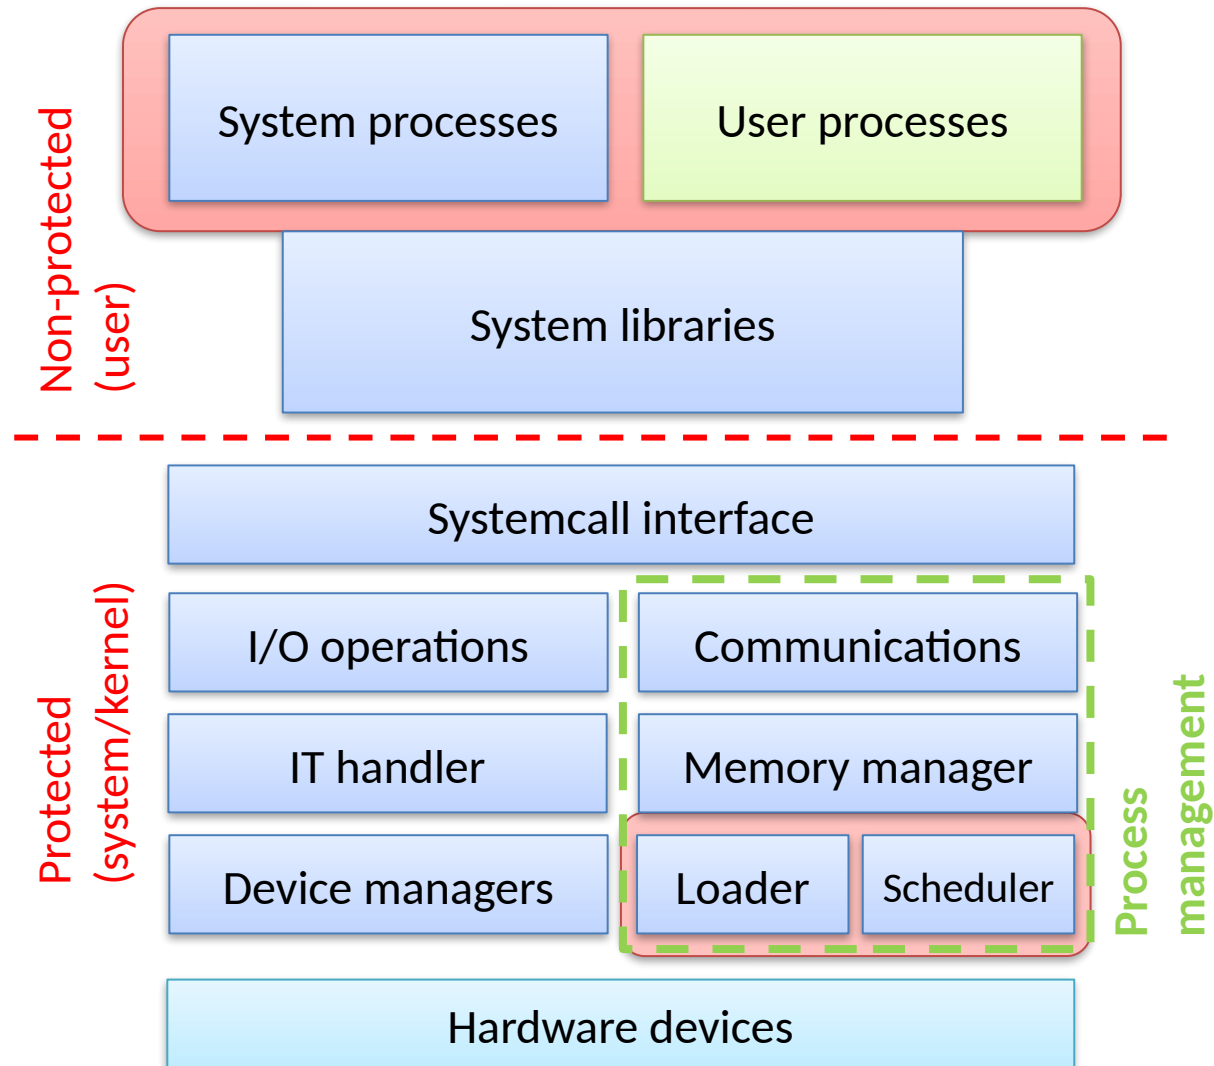 System processes
User processes
Non-protected
(user)
System libraries
Systemcall interface
Protected
(system/kernel)
I/O operations
Communications
IT handler
Memory manager
Process
management
Device managers
Loader
Scheduler
Hardware devices